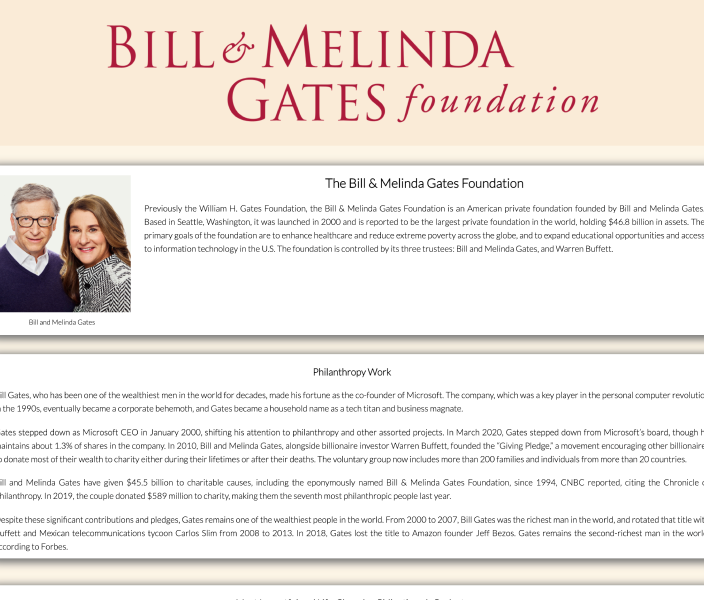 BILL & MELINDA
GATES foundation
The Bill & Melinda Gates Foundation
Previously the William H. Gates Foundation, the Bill & Melinda Gates Foundation is an American private foundation founded by Bill and Melinda Gates.
Based in Seattle, Washington, it was launched in 2000 and is reported to be the largest private foundation in the world, holding $46.8 billion in assets. The
primary goals of the foundation are to enhance healthcare and reduce extreme poverty across the globe, and to expand educational opportunities and access
to information technology in the U.S. The foundation is controlled by its three trustees: Bill and Melinda Gates, and Warren Buffett.
Bill and Melinda Gates
Philanthropy Work
ill Gates, who has been one of the wealthiest men in the world for decades, made his fortune as the co-founder of Microsoft. The company, which was a key player in the personal computer revolutio
the 1990s, eventually became a corporate behemoth, and Gates became a household name as a tech titan and business magnate.
ates stepped down as Microsoft CEO in January 2000, shifting his attention to philanthropy and other assorted projects. In March 2020, Gates stepped down from Microsoft's board, though h
aintains about 1.3% of shares in the company. In 2010, Bill and Melinda Gates, alongside billionaire investor Warren Buffett, founded the "Giving Pledge," a movement encouraging other billionaire
o donate most of their wealth to charity either during their lifetimes or after their deaths. The voluntary group now includes more than 200 families and individuals from more than 20 countries.
ill and Melinda Gates have given $45.5 billion to charitable causes, including the eponymously named Bill & Melinda Gates Foundation, since 1994, CNBC reported, citing the Chronicle o
hilanthropy. In 2019, the couple donated $589 million to charity, making them the seventh most philanthropic people last year.
espite these significant contributions and pledges, Gates remains one of the wealthiest people in the world. From 2000 to 2007, Bill Gates was the richest man in the world, and rotated that title wit
uffett and Mexican telecommunications tycoon Carlos Slim from 2008 to 2013. In 2018, Gates lost the title to Amazon founder Jeff Bezos. Gates remains the second-richest man in the worl
ccording to Forbes.